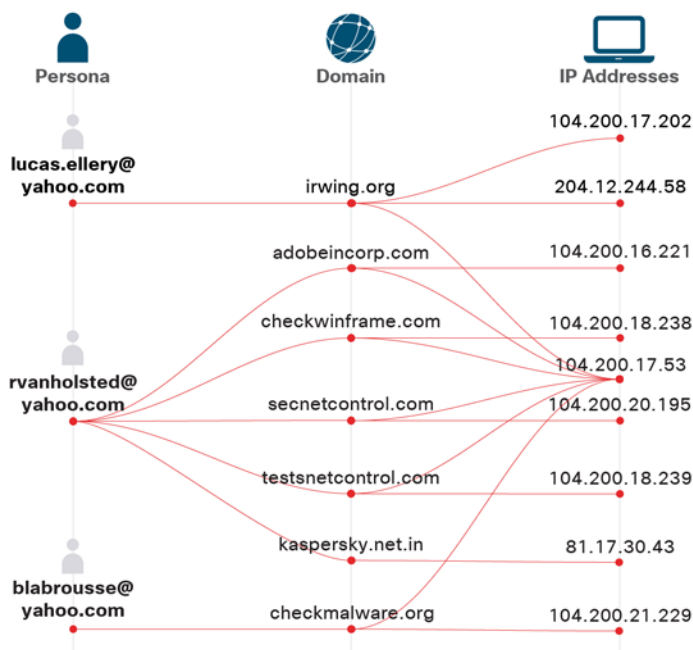 Persona
Domain
IP Addresses
104.200.17.202
lucas.ellery@
yahoo.com
irwing.org
204.12.244.58
adobeincorp.com
104.200.16.221
checkwinframe.com
104.200.18.238
104.200.17.53
rvanholsted@
yahoo.com
secnetcontrol.com
104.200.20.195
testsnetcontrol.com
104.200.18.239
kaspersky.net.in
81.17.30.43
blabrousse@
yahoo.com
checkmalware.org
104.200.21.229